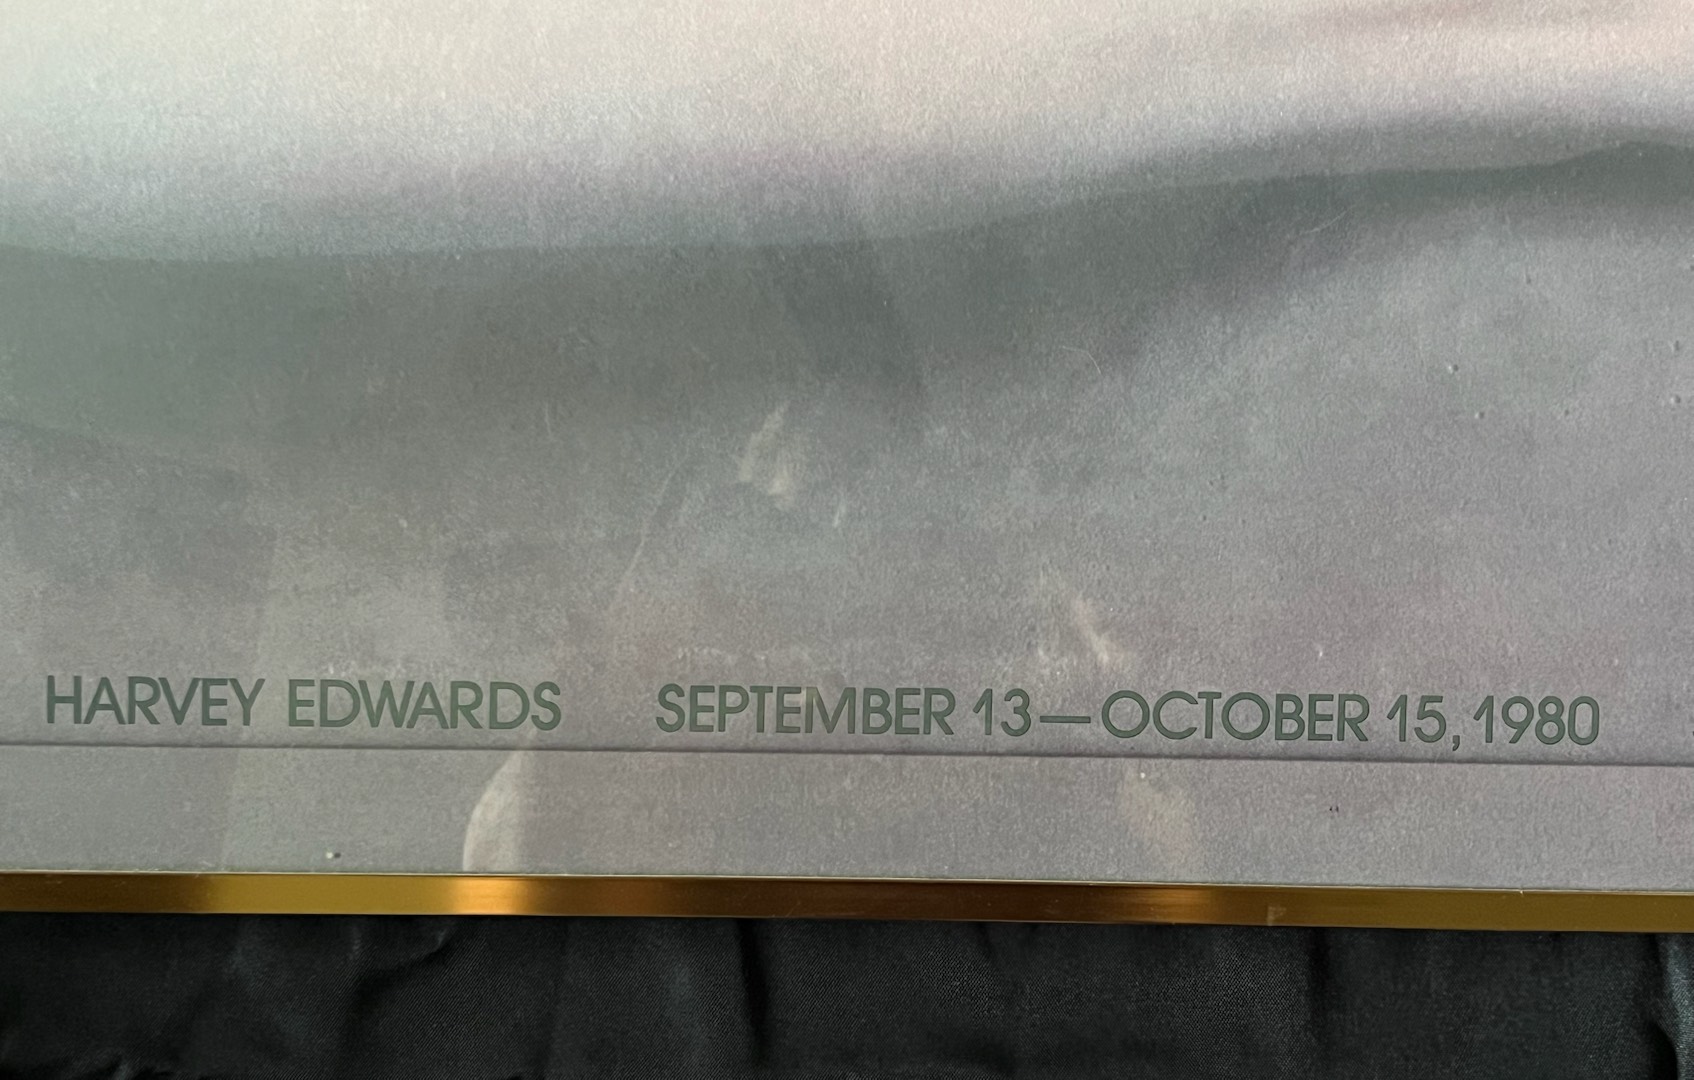 HARVEY EDWARDS SEPTEMBER 13—OCTOBER 15, 1980